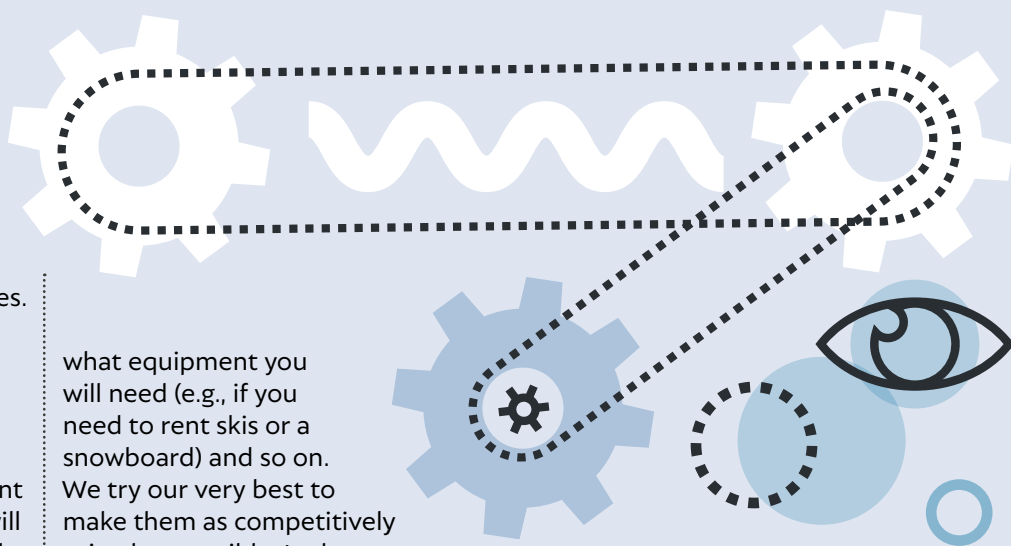 es.
nt
ill
what equipment you
will need (e.g., if you
need to rent skis or a
snowboard) and so on.
We try our very best to
make them as competitively